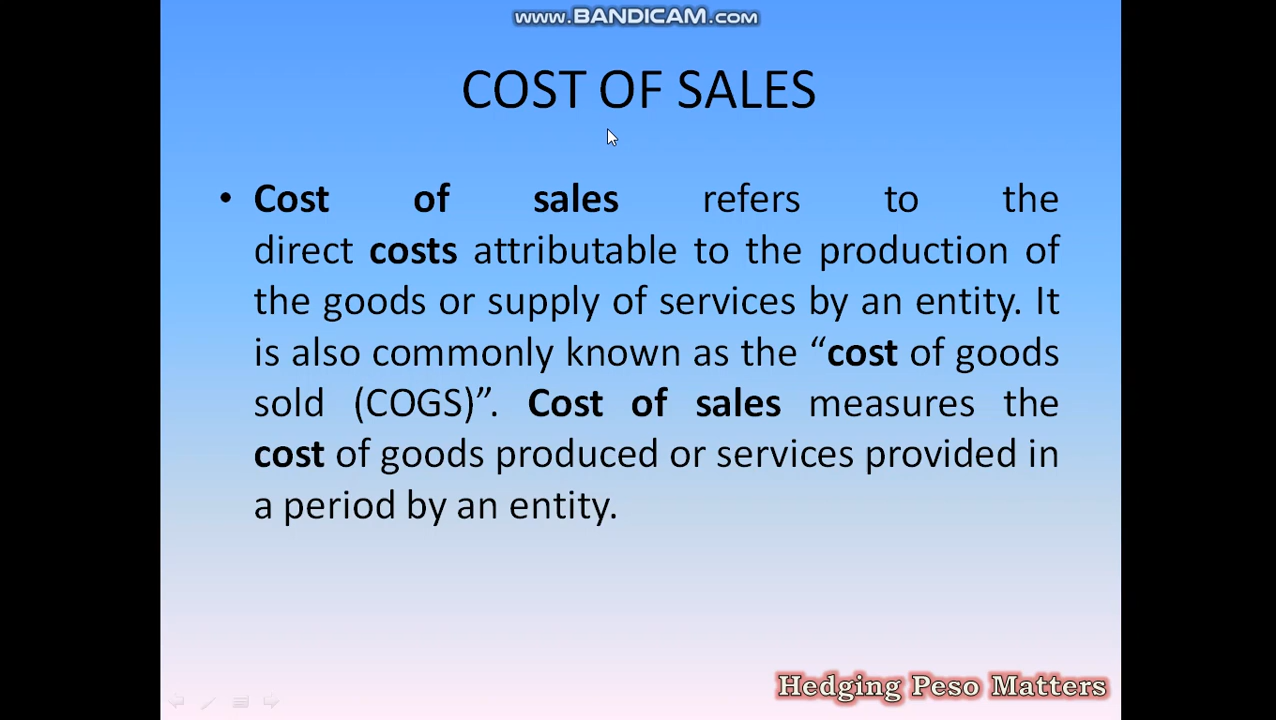 www.BANDICAM.com
COST OF SALES
• Cost of sales refers to the
direct costs attributable to the production of
the goods or supply of services by an entity. It
is also commonly known as the “cost of goods
sold (COGS)”. Cost of sales measures the
cost of goods produced or services provided in
a period by an entity.
Hedging Peso Matters